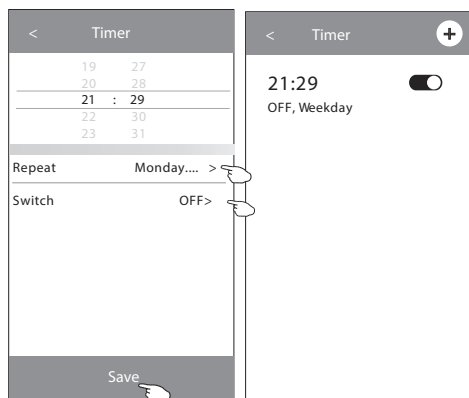 < Timer
19 27
20 28
21 : 29
22 30
23 31
Repeat Monday.... >
Switch OFF>
Save
< Timer +
21:29
OFF, Weekday